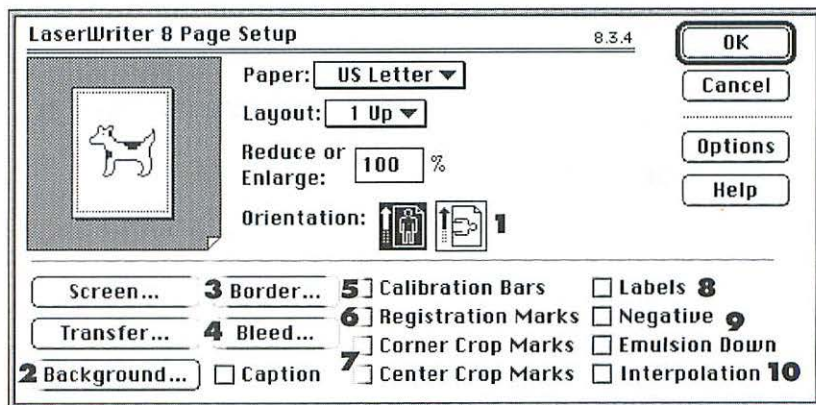 LaserWriter 8 Page Setup 8.3.4 OK
Paper: US Letter Cancel
Layout: 1 Up
Reduce or Enlarge: 100 % Options
Help
Orientation: 1
Screen... 3 Border... 5 Calibration Bars Labels 8
Transfer... 4 Bleed... 6 Registration Marks Negative 9
7 Corner Crop Marks Emulsion Down
2 Background... Caption Center Crop Marks Interpolation 10